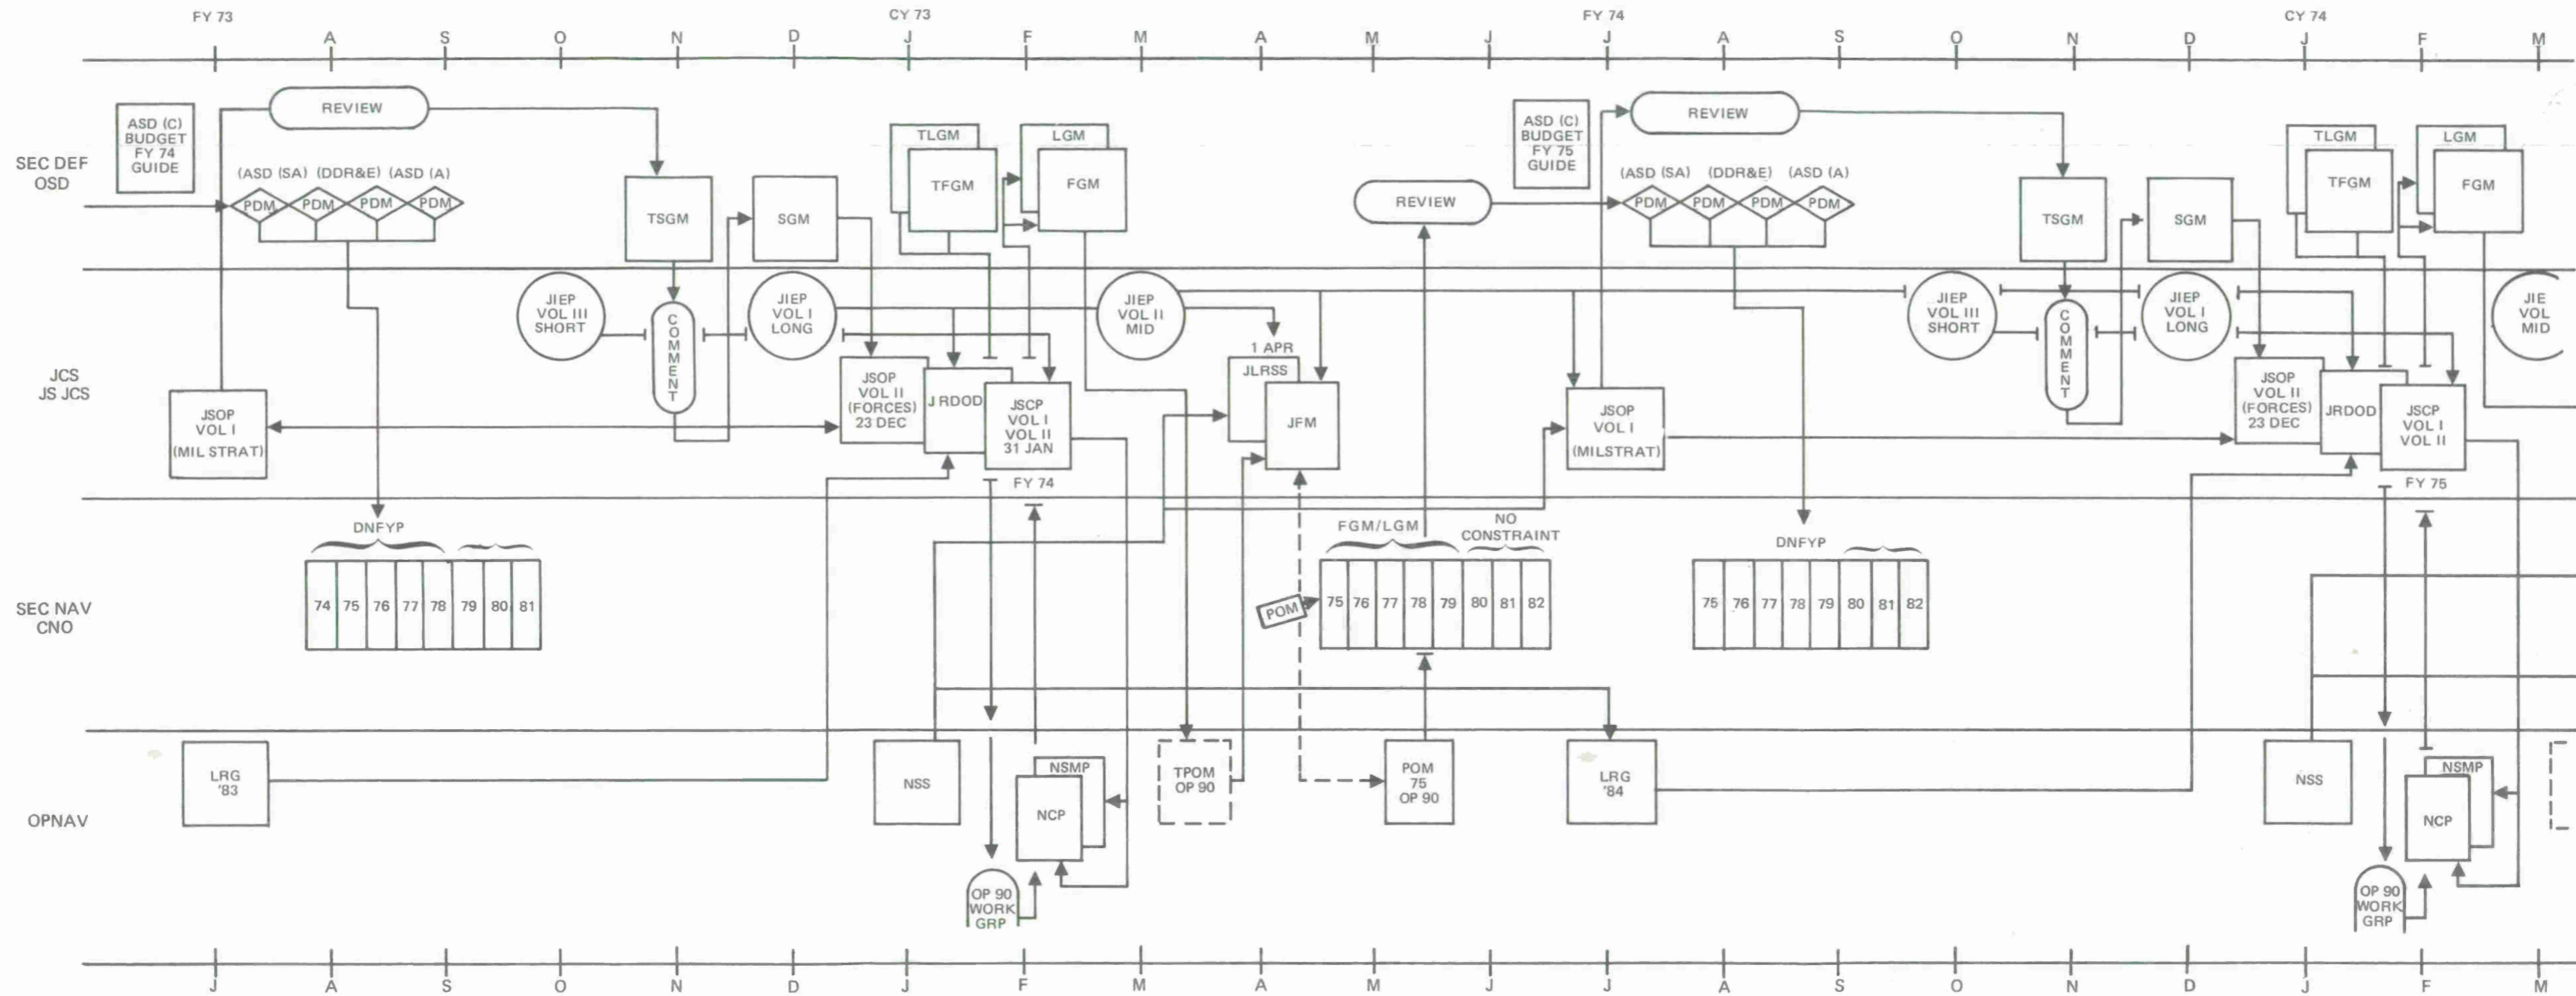 FY 73
CY 73
FY 74
CY 74
J A S O N D J F M A M J J A S O N D J F M
SEC DEF
OSD
ASD (C)
BUDGET
FY 74
GUIDE
REVIEW
(ASD (SA) (DDR&E) (ASD (A)
PDM PDM PDM PDM
TSGM
SGM
TLGM
TFGM
LGM
FGM
REVIEW
ASD (C)
BUDGET
FY 75
GUIDE
REVIEW
(ASD (SA) (DDR&E) (ASD (A)
PDM PDM PDM PDM
TSGM
SGM
TLGM
TFGM
LGM
FGM
JCS
JS JCS
JSOP
VOL I
(MIL STRAT)
JIEP
VOL III
SHORT
COMMENT
JIEP
VOL I
LONG
JSOP
VOL II
(FORCES)
23 DEC
JRDOD
JSCP
VOL I
VOL II
31 JAN
FY 74
JIEP
VOL II
MID
1 APR
JLRSS
JFM
JSOP
VOL I
(MILSTRAT)
JIEP
VOL III
SHORT
COMMENT
JIEP
VOL I
LONG
JSOP
VOL II
(FORCES)
23 DEC
JRDOD
JSCP
VOL I
VOL II
FY 75
JIE
VOL
MID
SEC NAV
CNO
DNFYP
74 75 76 77 78 79 80 81
POM
FGM/LGM
NO
CONSTRAINT
75 76 77 78 79 80 81 82
DNFYP
75 76 77 78 79 80 81 82
OPNAV
LRG
'83
NSS
OP 90
WORK
GRP
NSMP
NCP
TPOM
OP 90
POM
75
OP 90
LRG
'84
NSS
OP 90
WORK
GRP
NSMP
NCP
J A S O N D J F M A M J J A S O N D J F M